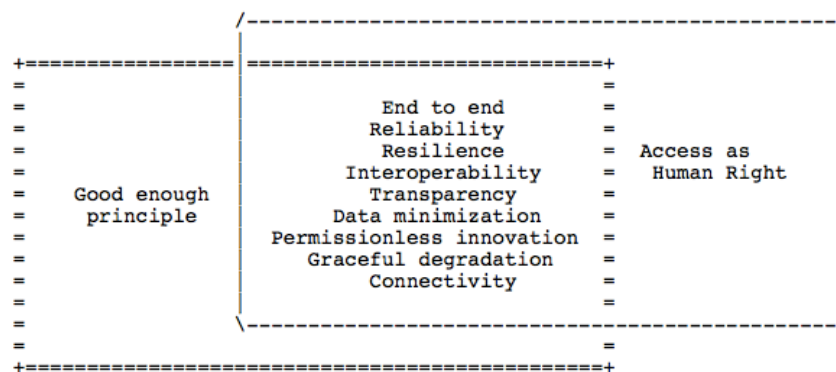 End to end
Reliability
Resilience = Access as
Interoperability = Human Right
Good enough Transparency
principle Data minimization
Permissionless innovation
Graceful degradation
Connectivity